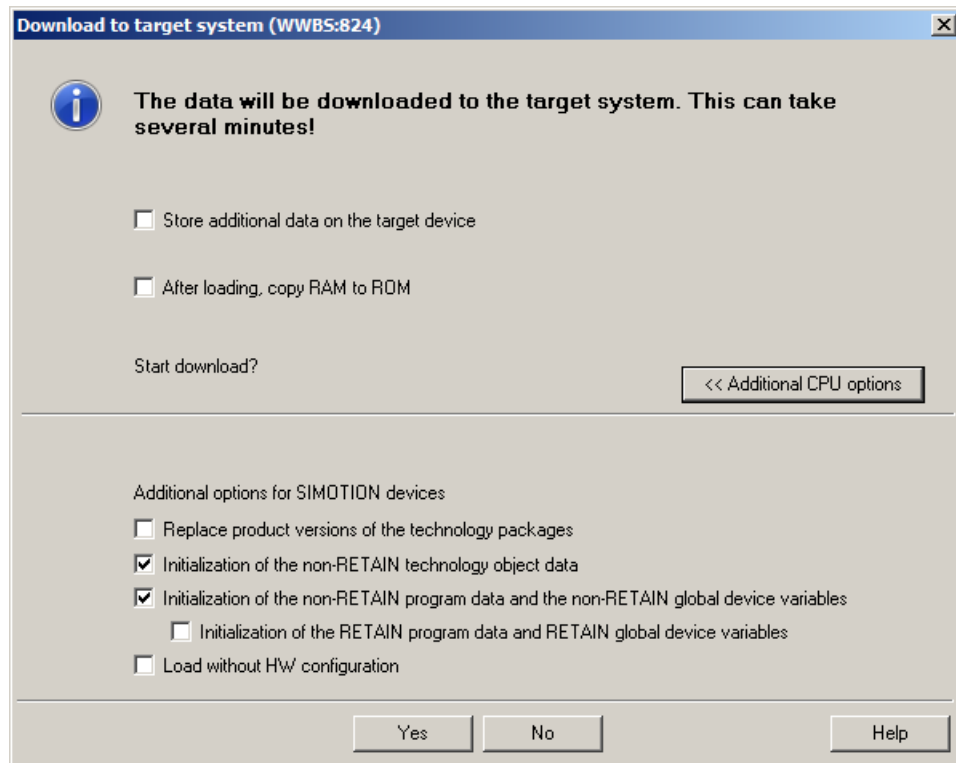 Download to target system (WWBS:824)
The data will be downloaded to the target system. This can take
several minutes!
Store additional data on the target device
After loading, copy RAM to ROM
Start download?
<< Additional CPU options
Additional options for SIMOTION devices
Replace product versions of the technology packages
Initialization of the non-RETAIN technology object data
Initialization of the non-RETAIN program data and the non-RETAIN global device variables
Initialization of the RETAIN program data and RETAIN global device variables
Load without HW configuration
Yes
No
Help